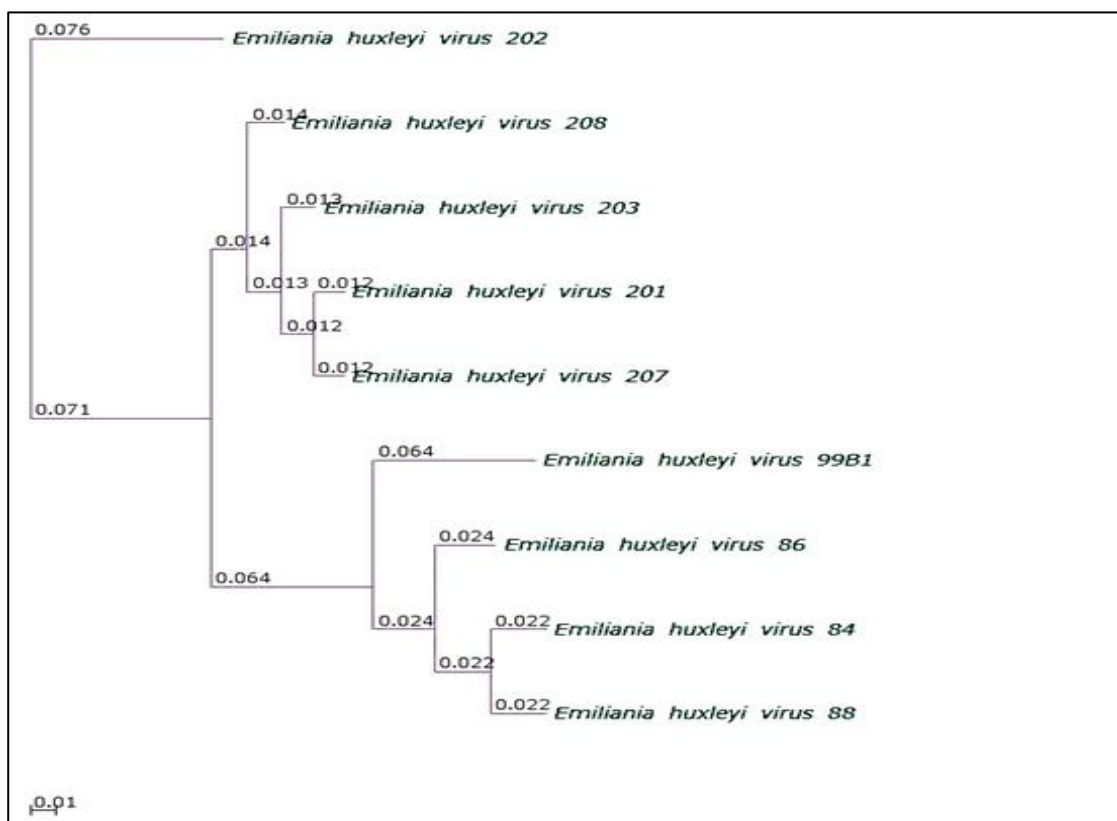 0.076
Emiliania huxleyi virus 202
0.014
Emiliania huxleyi virus 208
0.013
Emiliania huxleyi virus 203
0.014
0.013
0.012
Emiliania huxleyi virus 201
0.012
0.012
Emiliania huxleyi virus 207
0.071
0.064
Emiliania huxleyi virus 99B1
0.024
Emiliania huxleyi virus 86
0.064
0.024
0.022
Emiliania huxleyi virus 84
0.022
0.022
Emiliania huxleyi virus 88
0.01